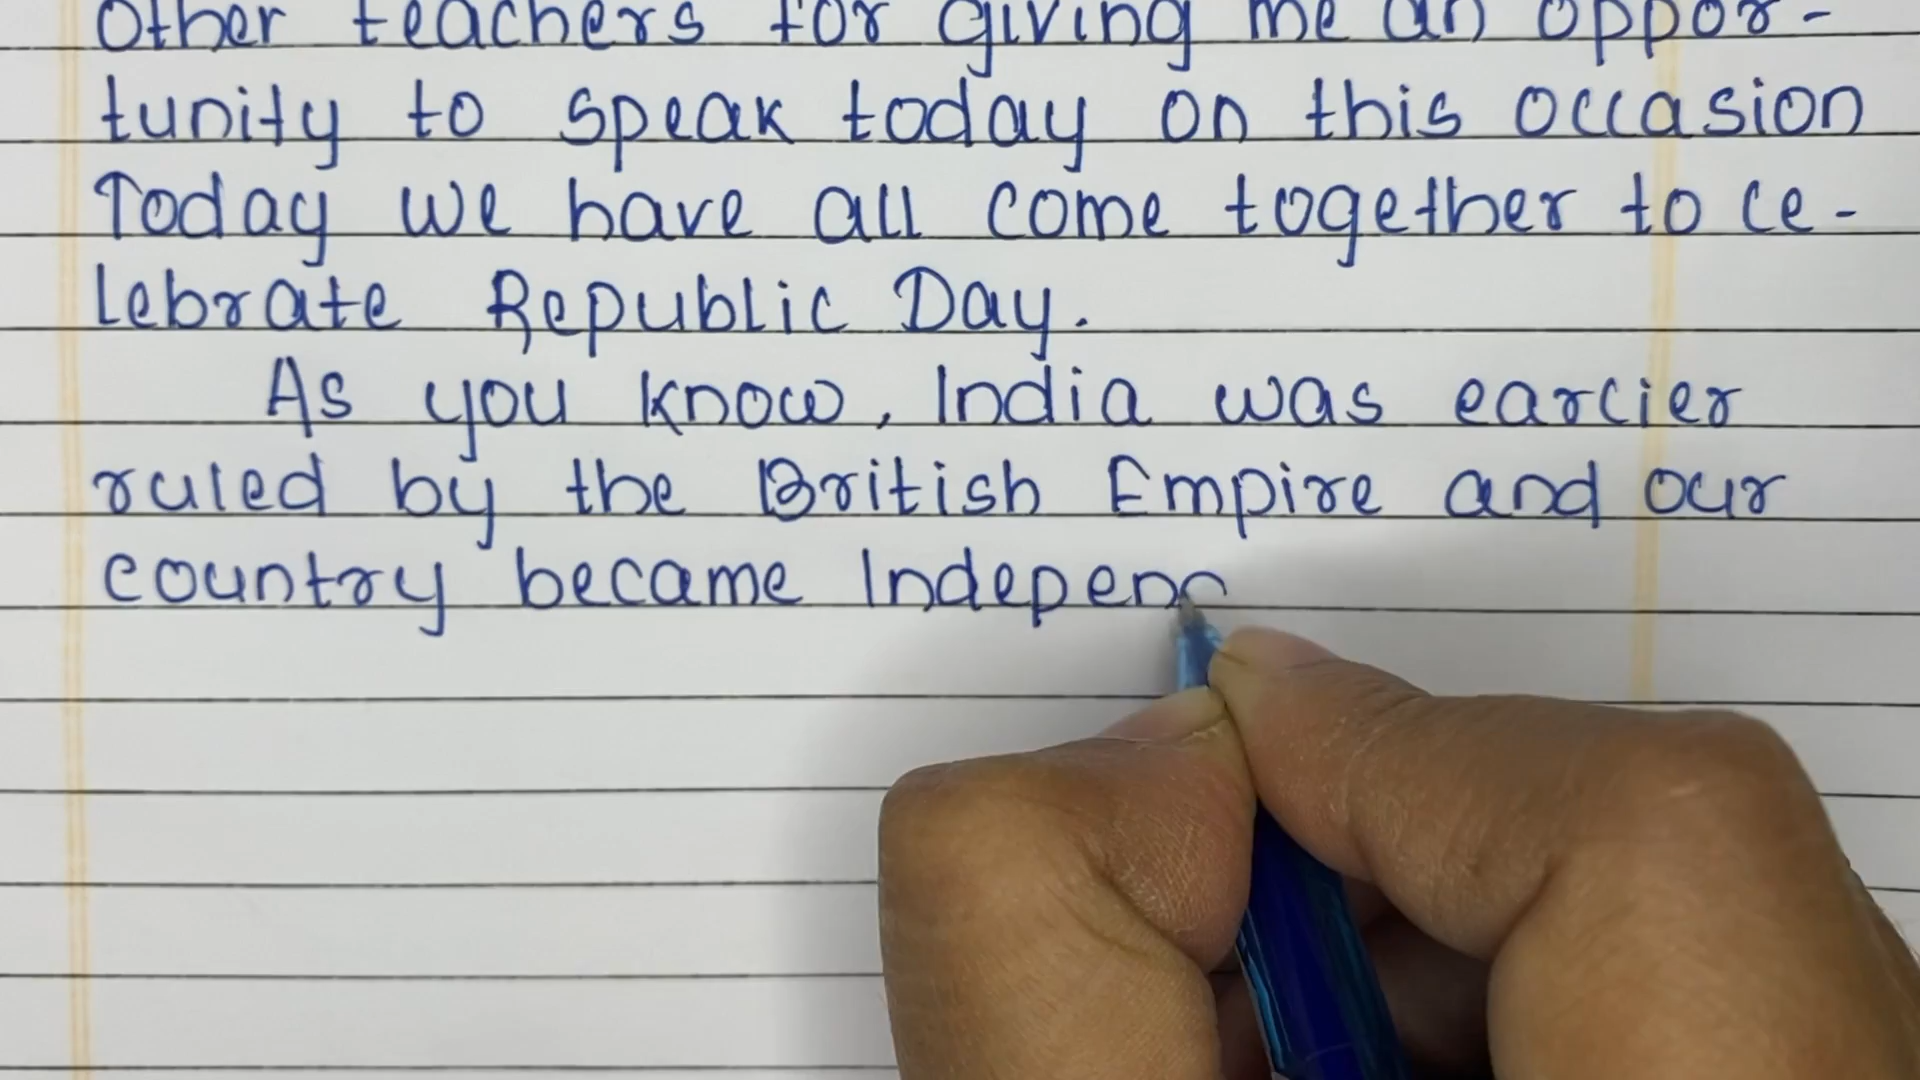 Other teachers for giving me an oppor-
tunity to speak today on this occasion
Today we have all come together to ce-
lebrate Republic Day.
As you know, India was earlier
ruled by the British Empire and our
country became Indepen